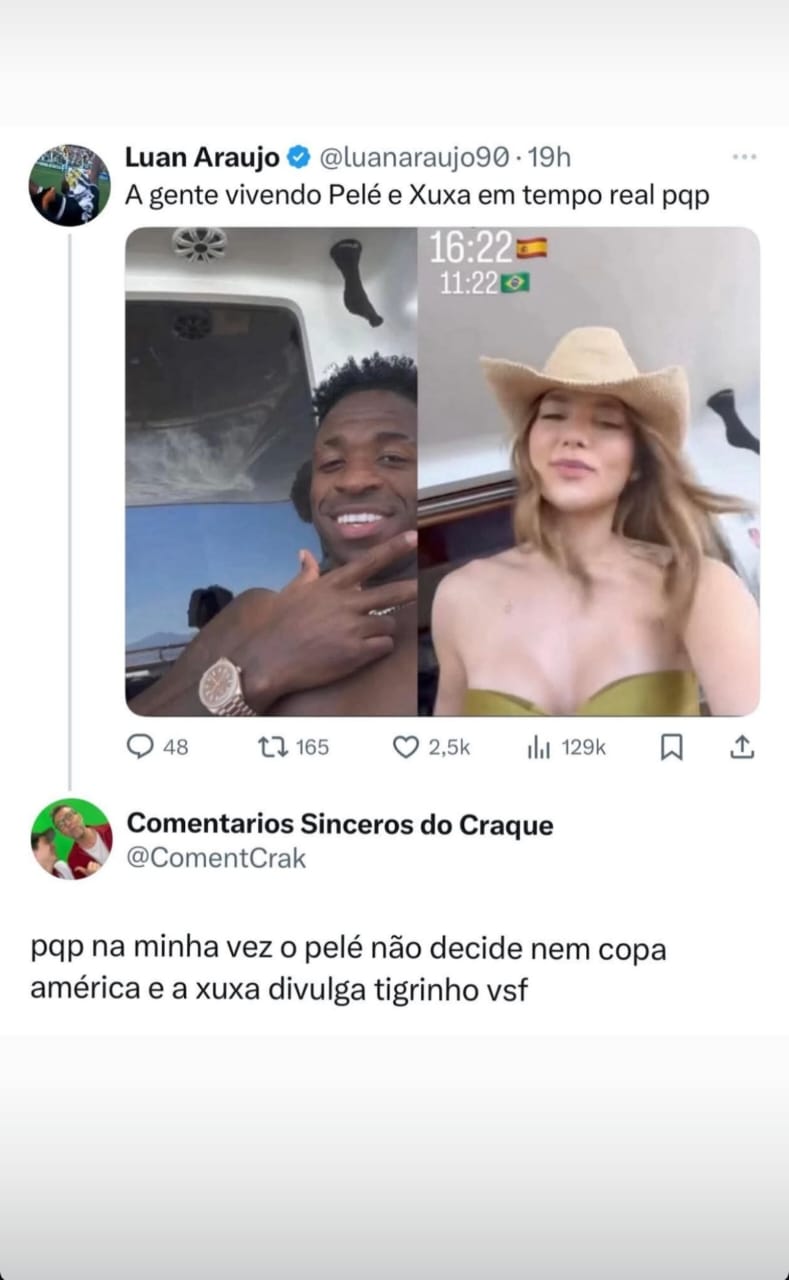 Luan Araujo @luanaraujo90 · 19h
A gente vivendo Pelé e Xuxa em tempo real pqp
16:22
11:22
48 165 2,5k 129k
Comentarios Sinceros do Craque
@ComentCrak
pqp na minha vez o pelé não decide nem copa
américa e a xuxa divulga tigrinho vsf